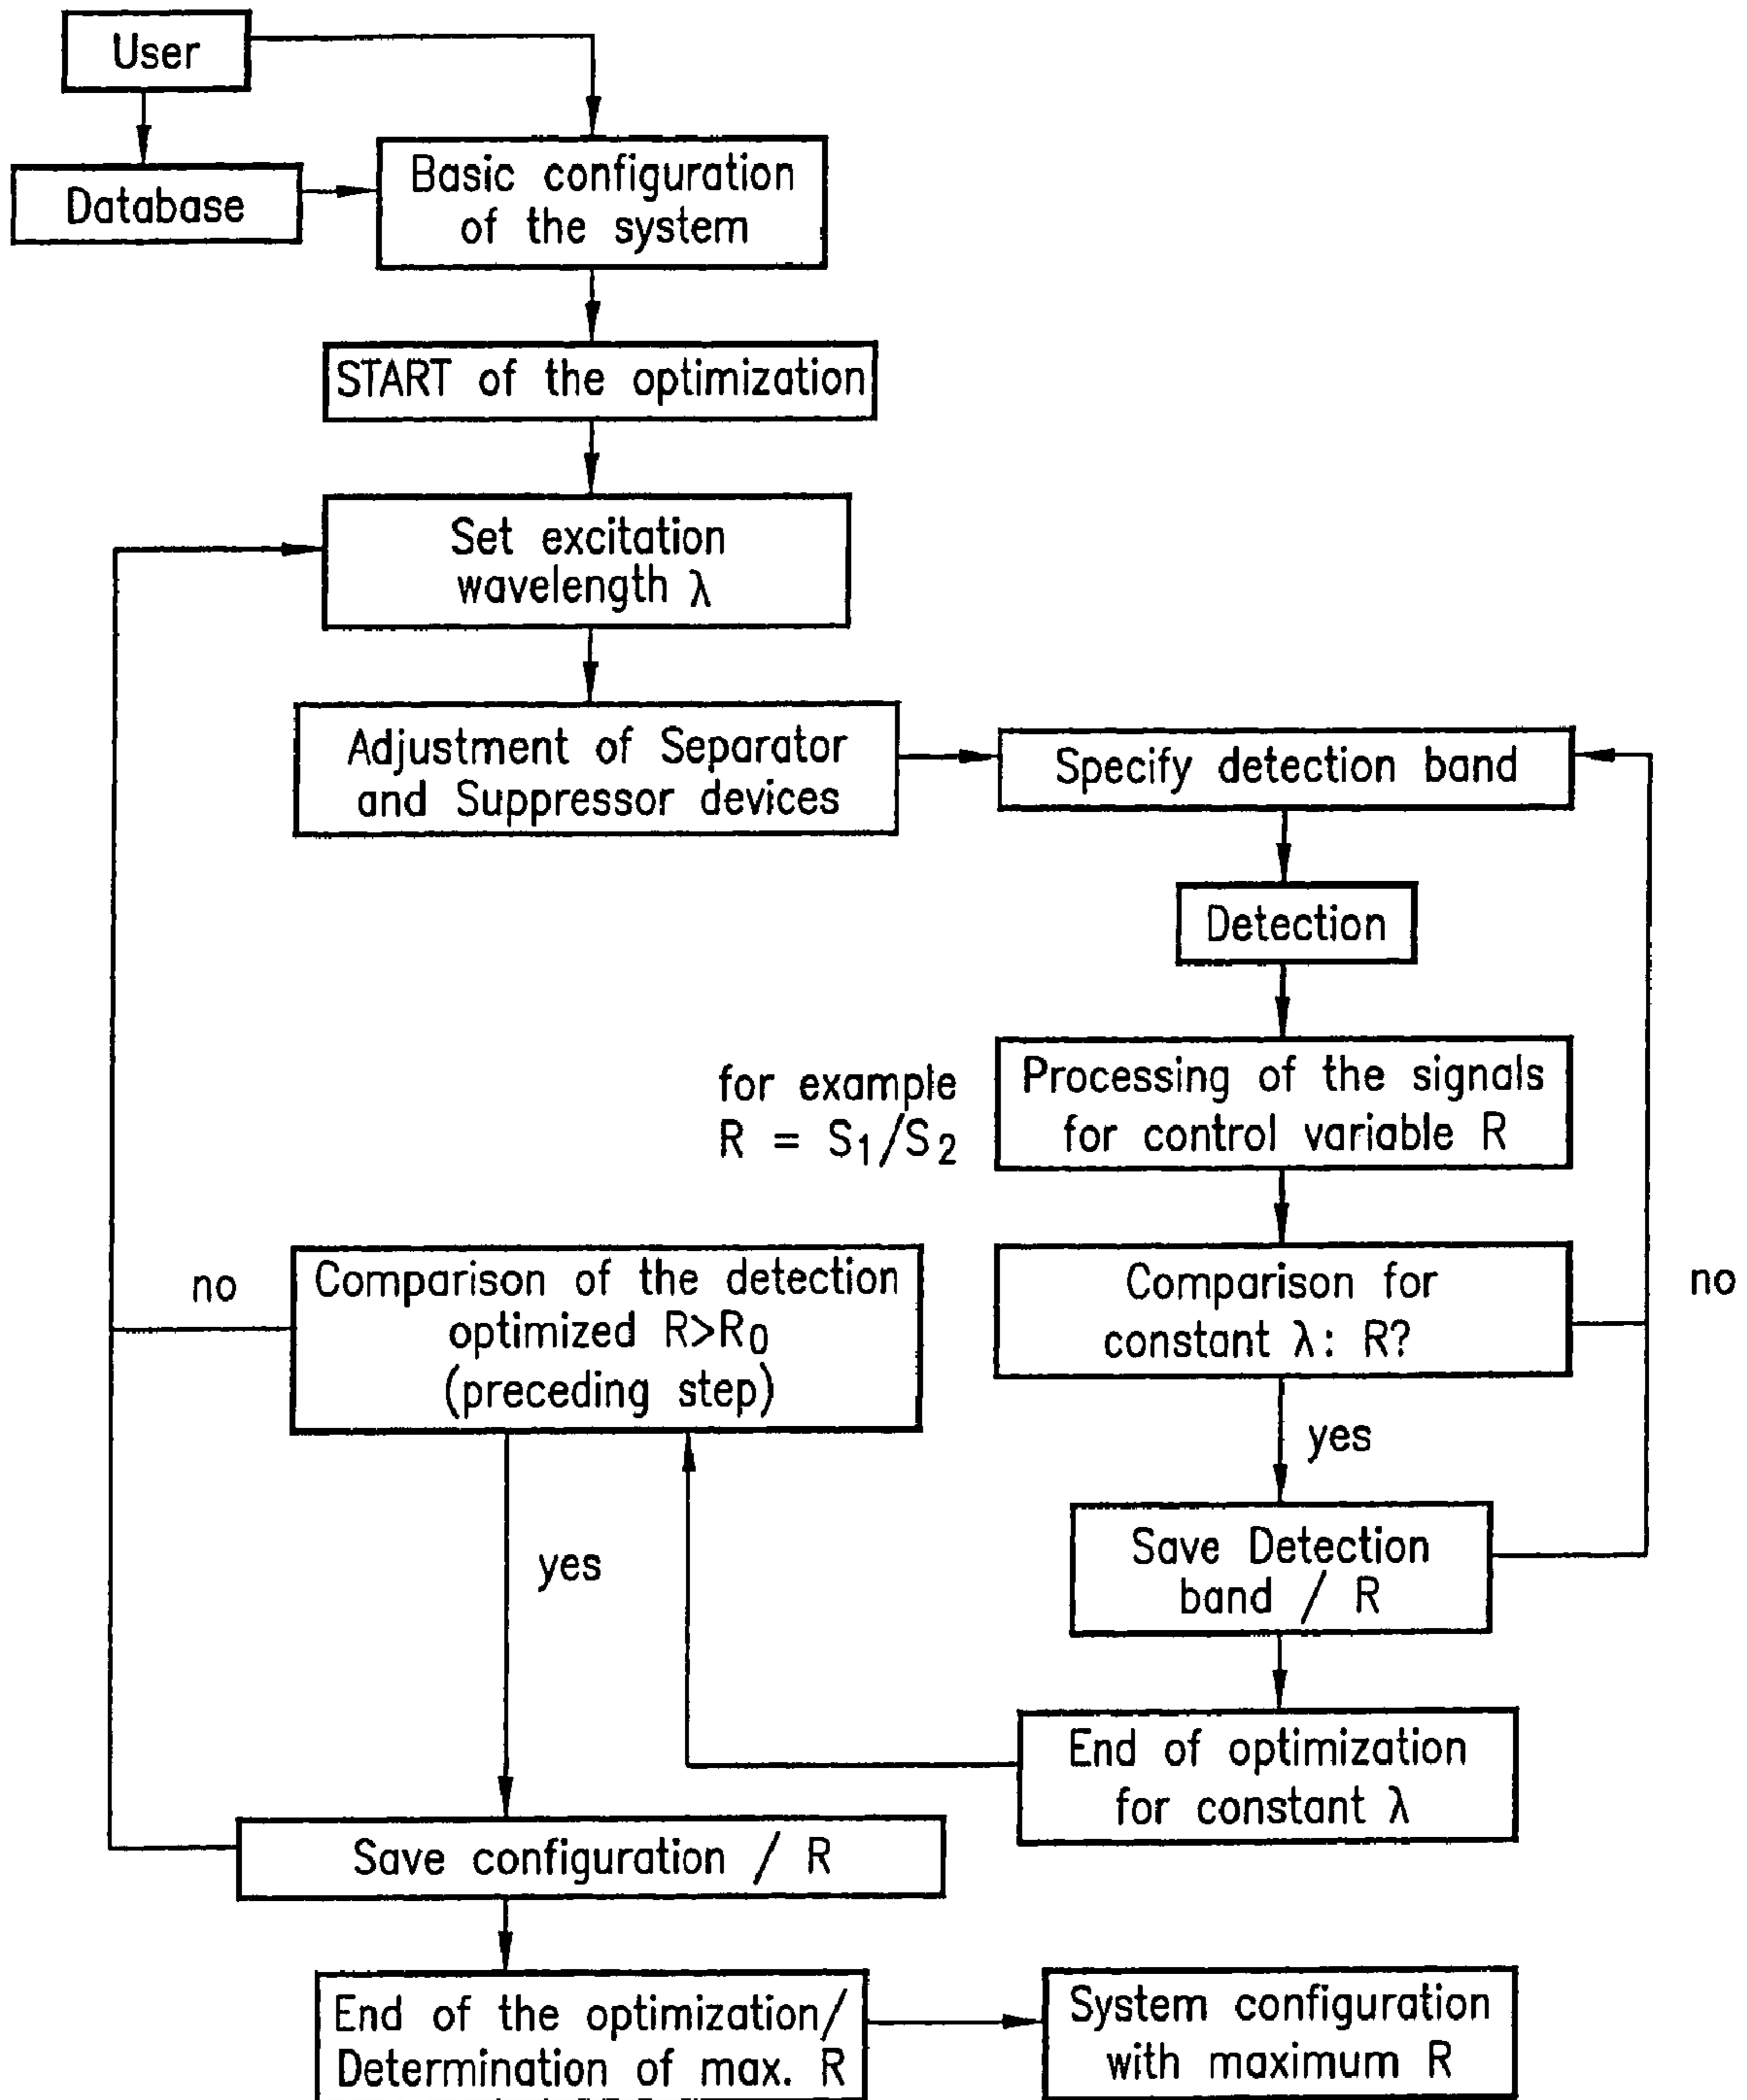 User
Database
Basic configuration
of the system
START of the optimization
Set excitation
wavelength λ
Adjustment of Separator
and Suppressor devices
Specify detection band
Detection
for example
R = S₁/S₂
Processing of the signals
for control variable R
Comparison for
constant λ: R?
no
yes
Save Detection
band / R
End of optimization
for constant λ
Comparison of the detection
optimized R>R₀
(preceding step)
no
yes
Save configuration / R
End of the optimization/
Determination of max. R
System configuration
with maximum R